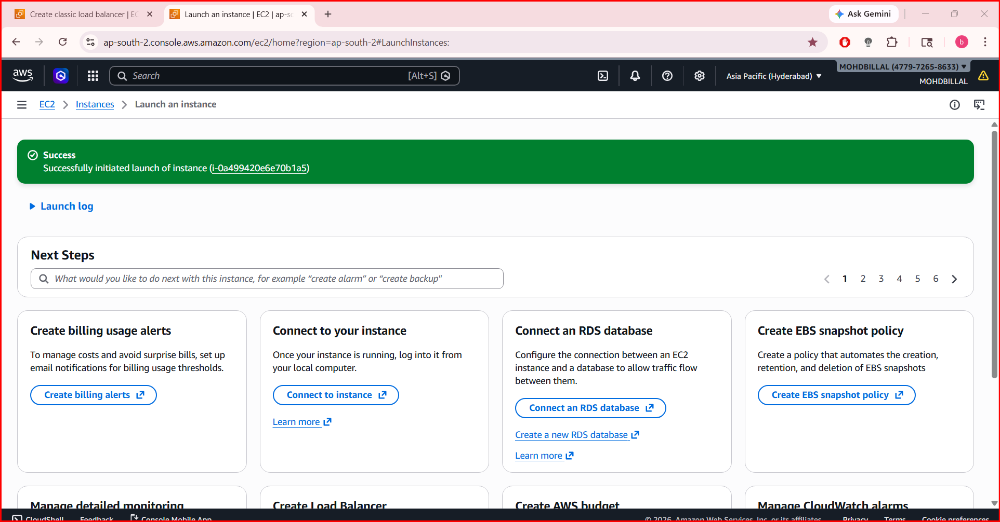 Create classic load balancer | EC
Launch an instance | EC2 | ap-so
Ask Gemini
ap-south-2.console.aws.amazon.com/ec2/home?region=ap-south-2#LaunchInstances:
b
aws
Search
[Alt+S]
Asia Pacific (Hyderabad)
MOHDBILLAL (4779-7265-8633)
MOHDBILLAL
EC2
Instances
Launch an instance
Success
Successfully initiated launch of instance (i-0a499420e6e70b1a5)
Launch log
Next Steps
What would you like to do next with this instance, for example “create alarm” or “create backup"
1 2 3 4 5 6
Create billing usage alerts
To manage costs and avoid surprise bills, set up
email notifications for billing usage thresholds.
Create billing alerts
Connect to your instance
Once your instance is running, log into it from
your local computer.
Connect to instance
Learn more
Connect an RDS database
Configure the connection between an EC2
instance and a database to allow traffic flow
between them.
Connect an RDS database
Create a new RDS database
Learn more
Create EBS snapshot policy
Create a policy that automates the creation,
retention, and deletion of EBS snapshots
Create EBS snapshot policy
Manage detailed monitoring
Create Load Balancer
Create AWS budget
Manage CloudWatch alarms
CloudShell
Feedback
Console Mobile App
© 2026, Amazon Web Services, Inc. or its affiliates.
Privacy
Terms
Cookie preferences